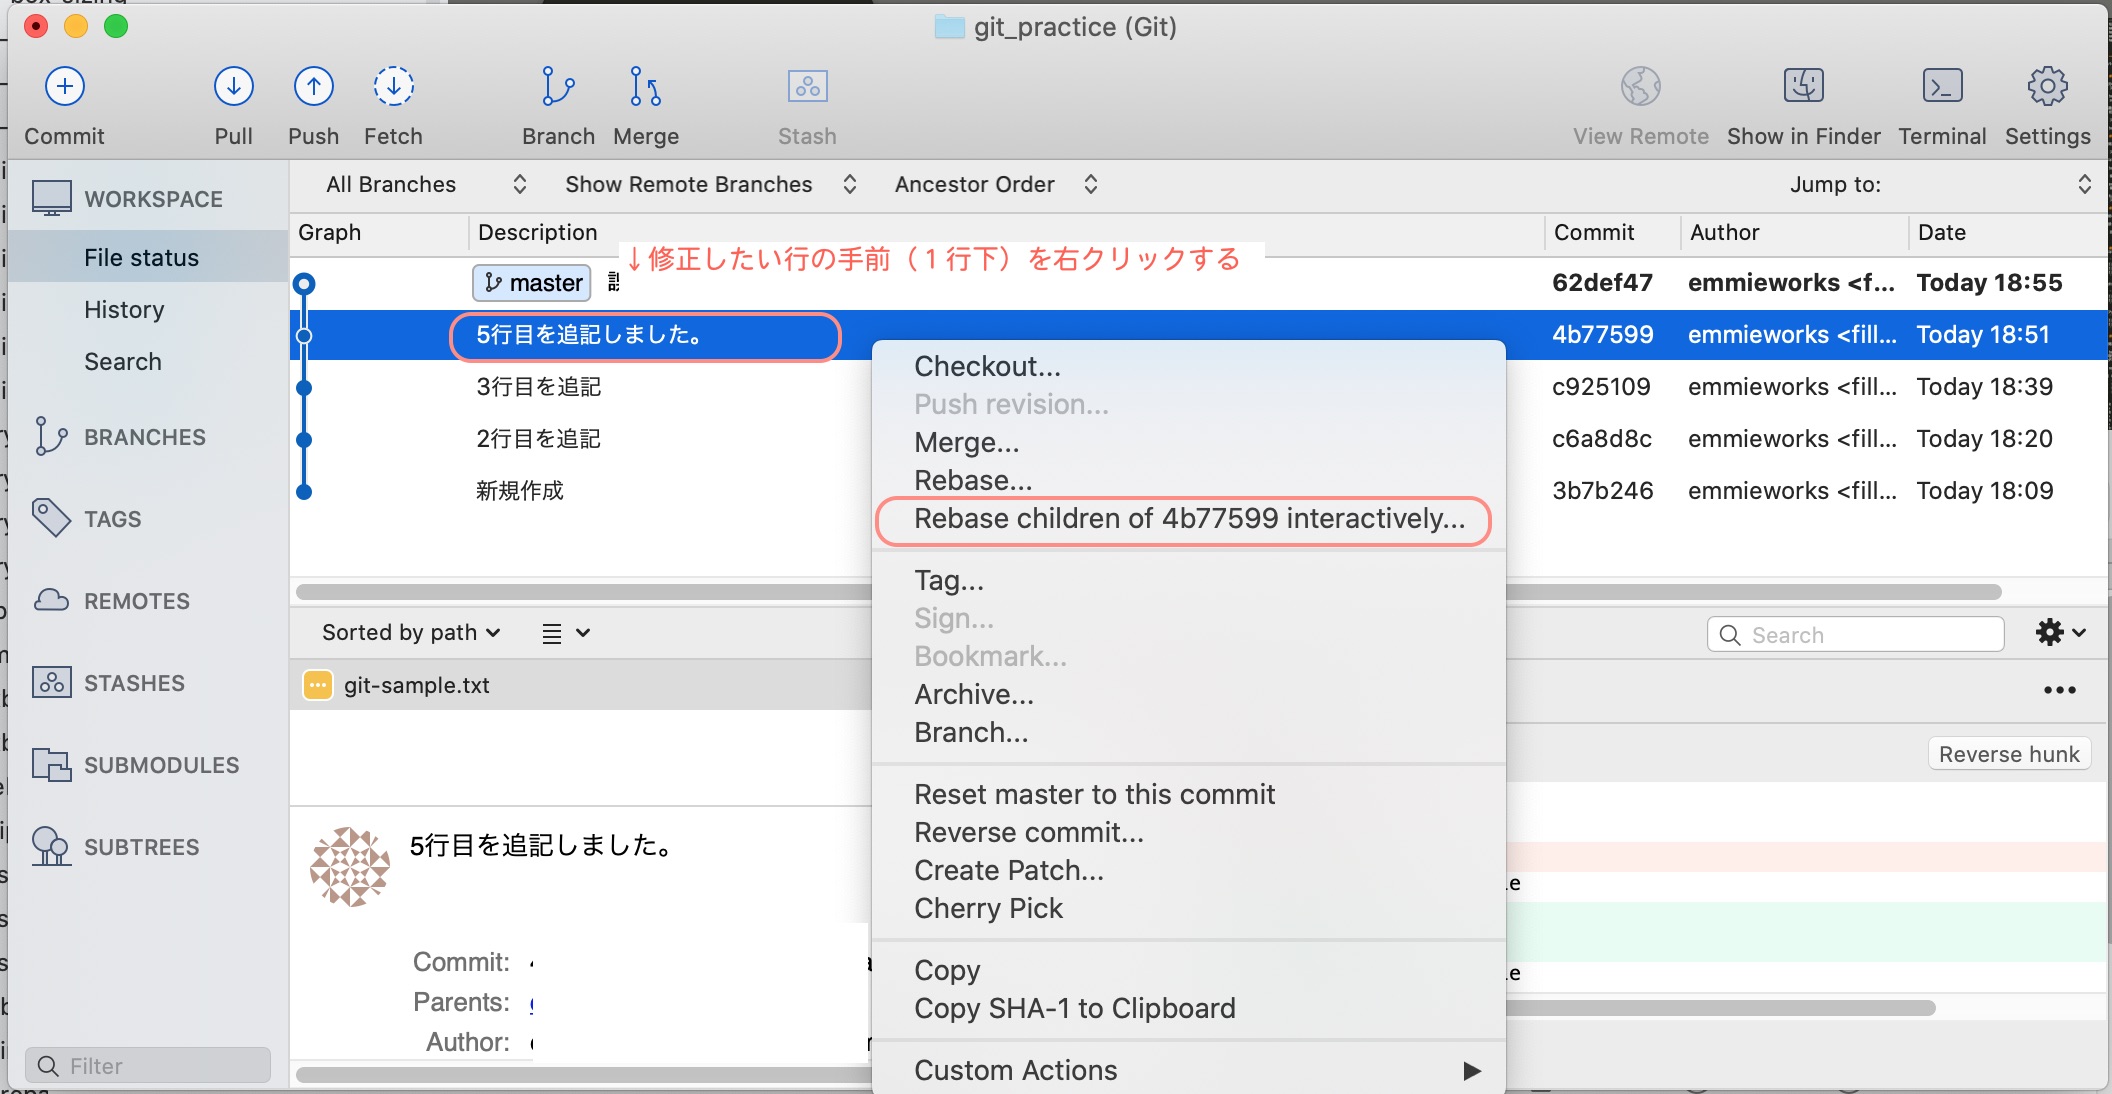 git_practice (Git)
Commit Pull Push Fetch Branch Merge Stash View Remote Show in Finder Terminal Settings
WORKSPACE
File status
History
Search
BRANCHES
TAGS
REMOTES
STASHES
SUBMODULES
SUBTREES
Filter
All Branches Show Remote Branches Ancestor Order Jump to:
Graph Description Commit Author Date
↓修正したい行の手前（１行下）を右クリックする
master 62def47 emmieworks <f... Today 18:55
5行目を追記しました。 4b77599 emmieworks <fill... Today 18:51
3行目を追記 c925109 emmieworks <fill... Today 18:39
2行目を追記 c6a8d8c emmieworks <fill... Today 18:20
新規作成 3b7b246 emmieworks <fill... Today 18:09
Checkout...
Push revision...
Merge...
Rebase...
Rebase children of 4b77599 interactively...
Tag...
Sign...
Bookmark...
Archive...
Branch...
Reset master to this commit
Reverse commit...
Create Patch...
Cherry Pick
Copy
Copy SHA-1 to Clipboard
Custom Actions
Sorted by path
Search
git-sample.txt
Reverse hunk
5行目を追記しました。
Commit:
Parents:
Author: